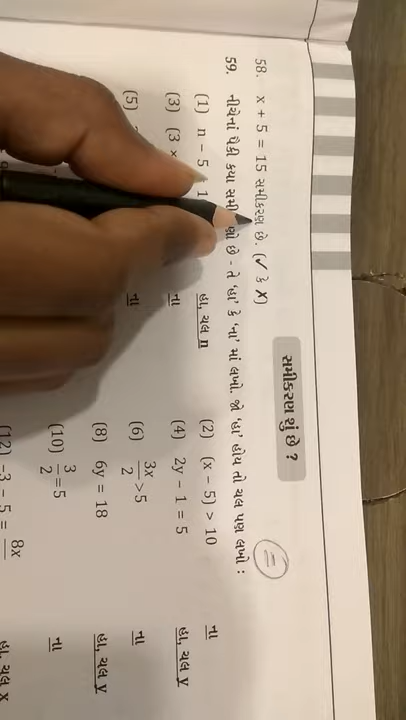 સમીકરણ શું છે ?
58. x + 5 = 15 સમીકરણ છે. (✓ કે X)
59. નીચેનાં પૈકી કયા છે - તે 'હા' કે 'ના' માં લખો. જો 'હા' હોય તો ચલ પણ લખો :
(1) n - 5 હા, ચલ n (2) (x - 5) > 10 ના
(3) (3 × ના (4) 2y - 1 = 5 હા, ચલ y
(5) ના (6) 3x/2 > 5 ના
(8) 6y = 18 હા, ચલ y
(10) 3/2 = 5 ના
(12) -3 - 5 = 8x હા, ચલ x